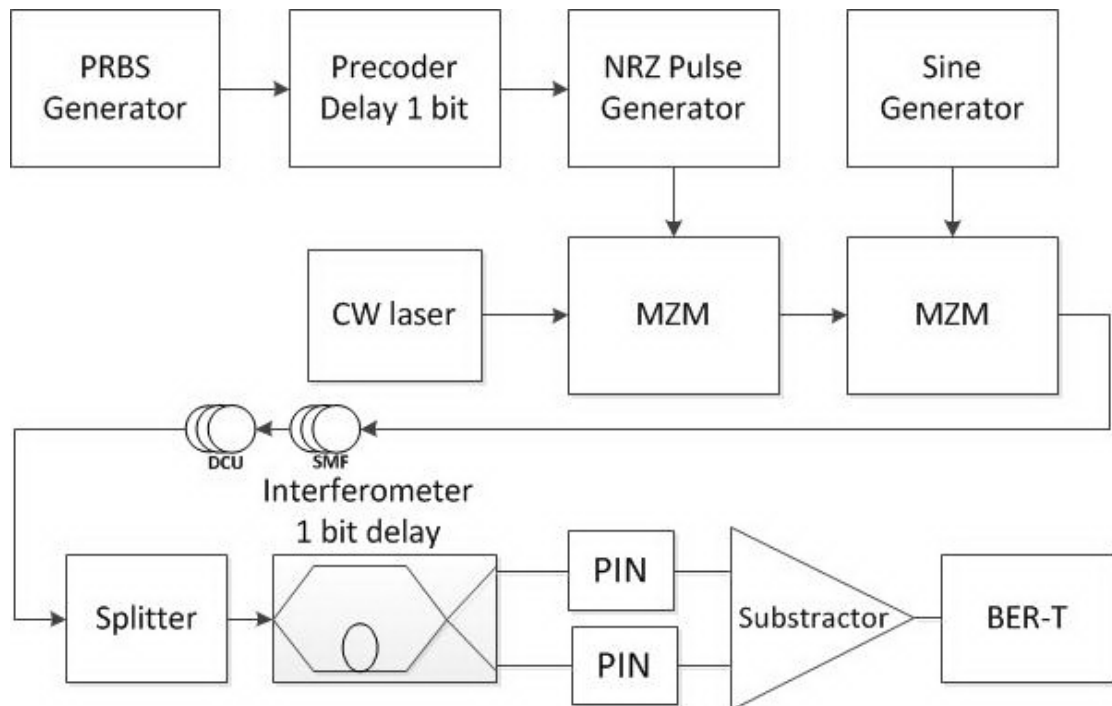 PRBS
Generator
Precoder
Delay 1 bit
NRZ Pulse
Generator
Sine
Generator
CW laser
MZM
MZM
DCU
SMF
Interferometer
1 bit delay
Splitter
PIN
PIN
Substractor
BER-T